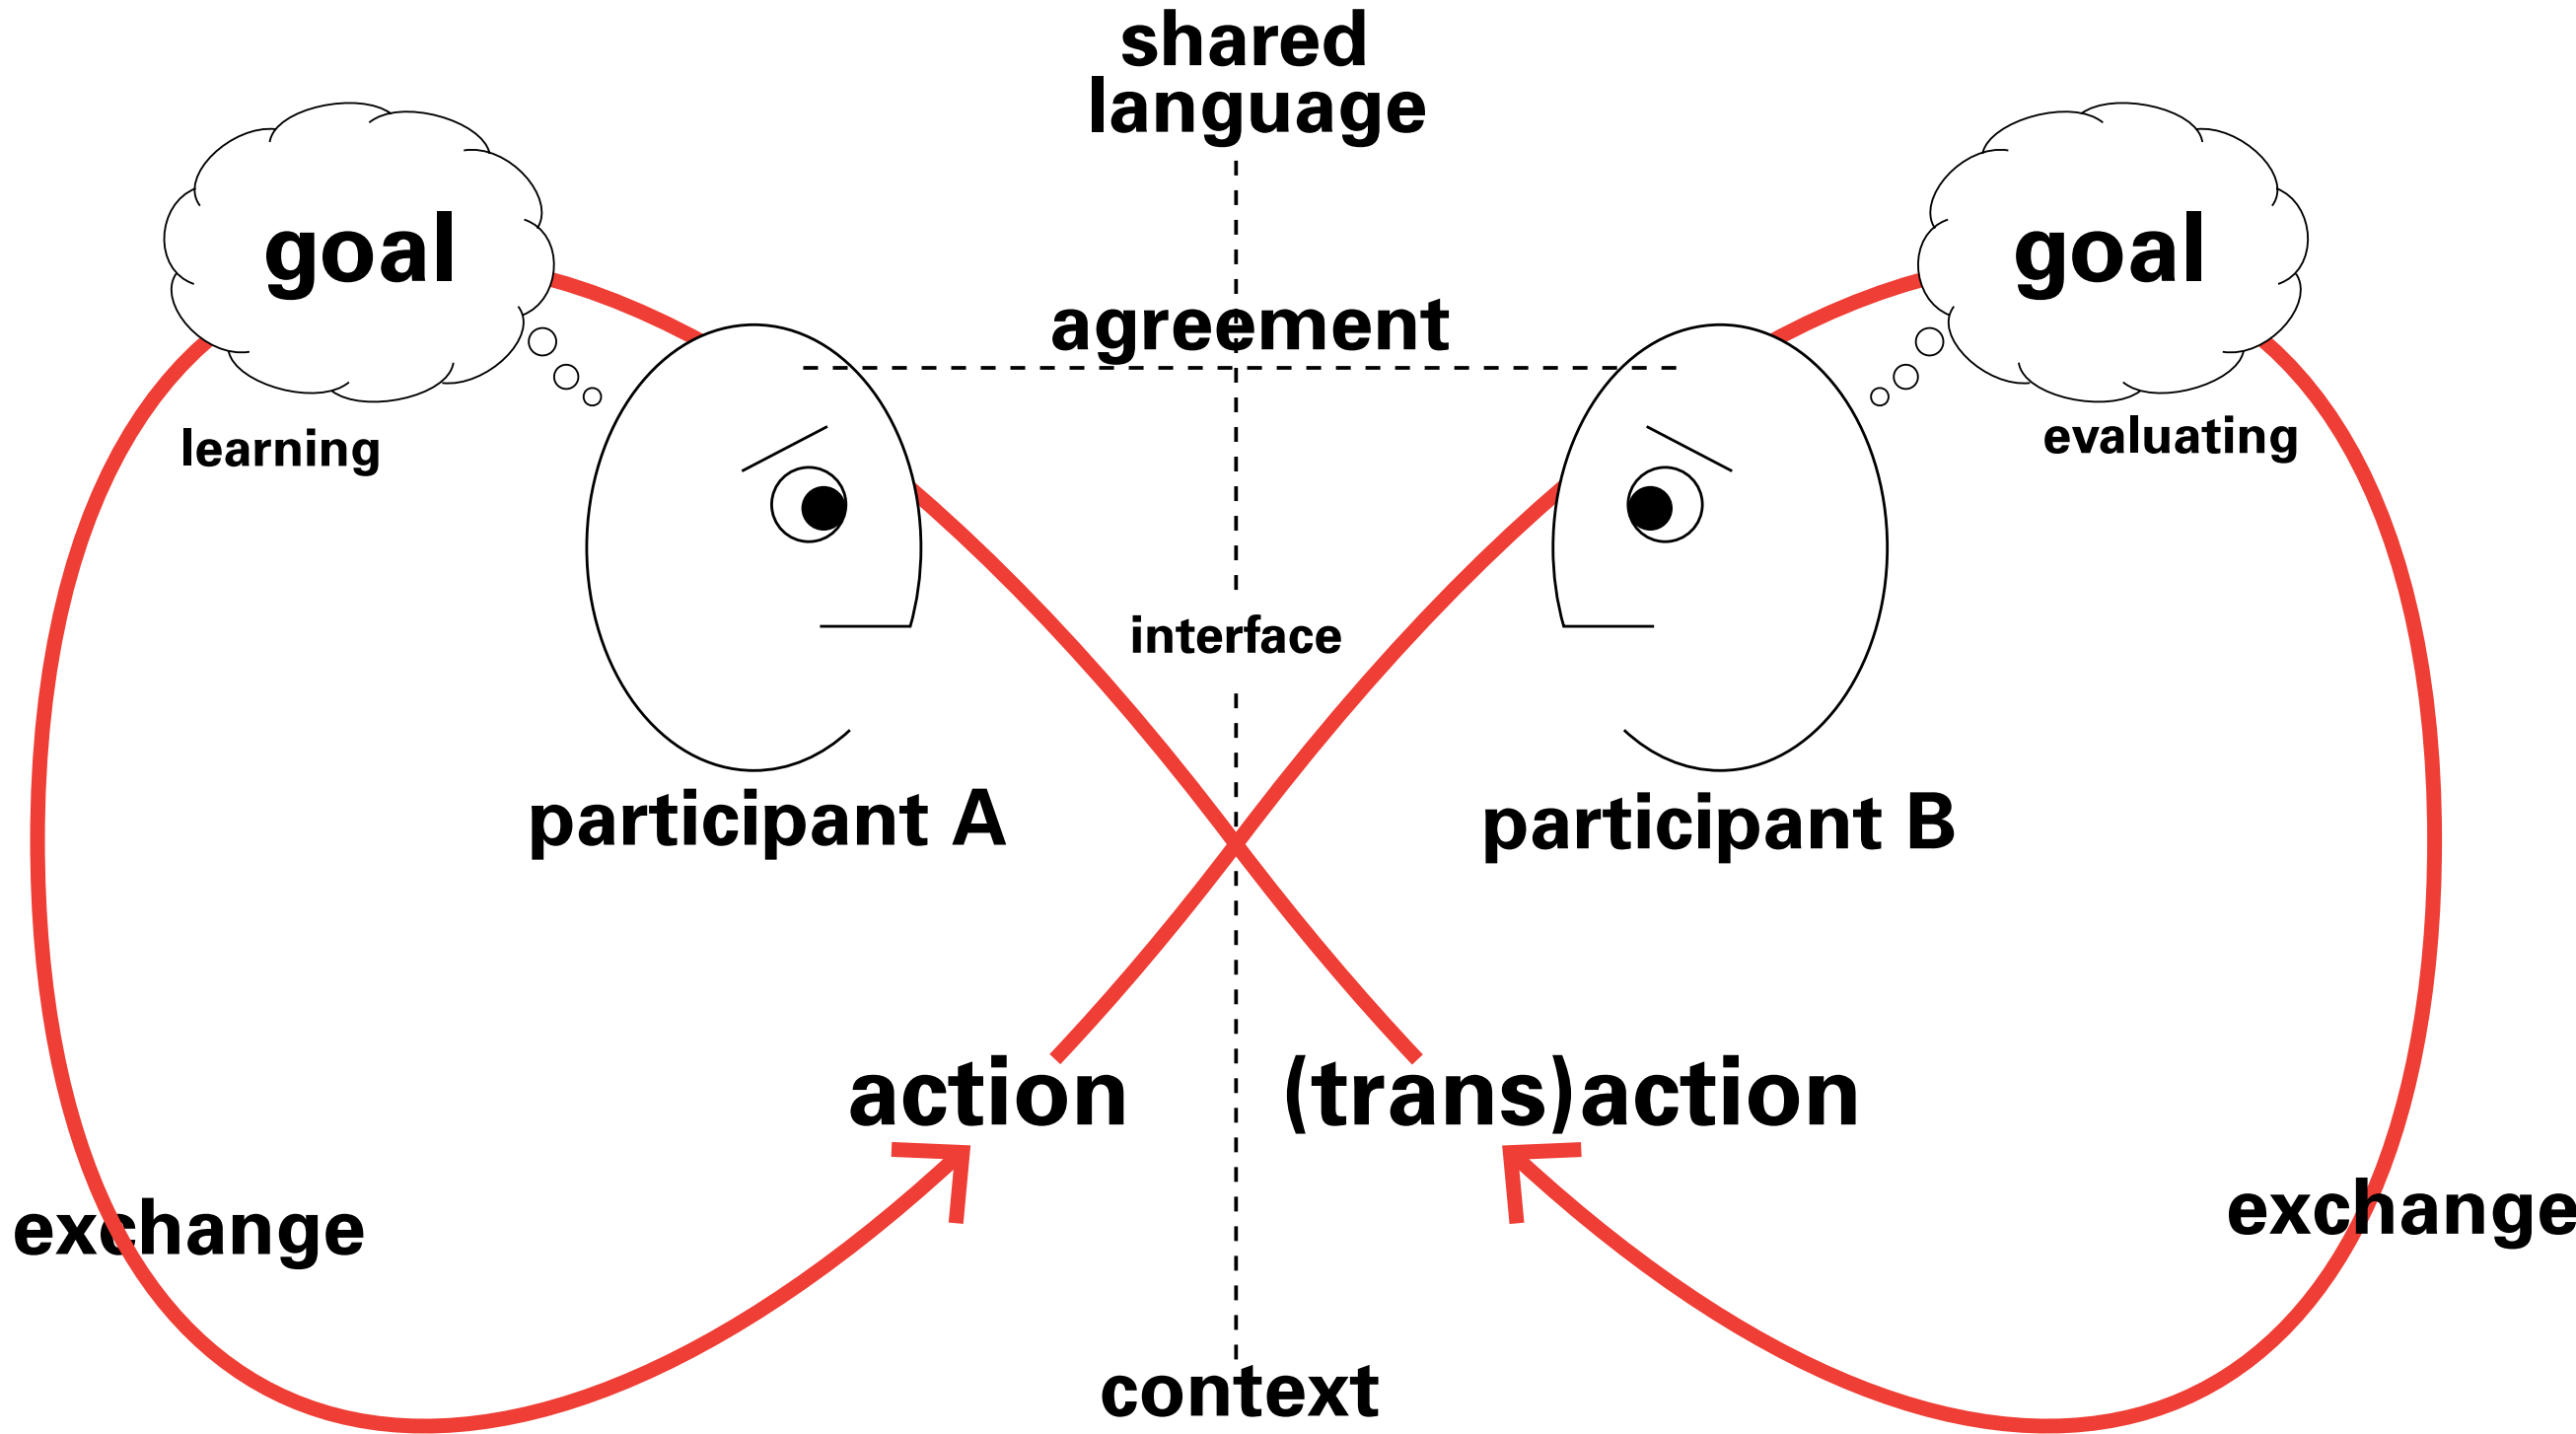 shared
language
goal
goal
agreement
learning
evaluating
interface
participant A
participant B
action
(trans)action
exchange
exchange
context